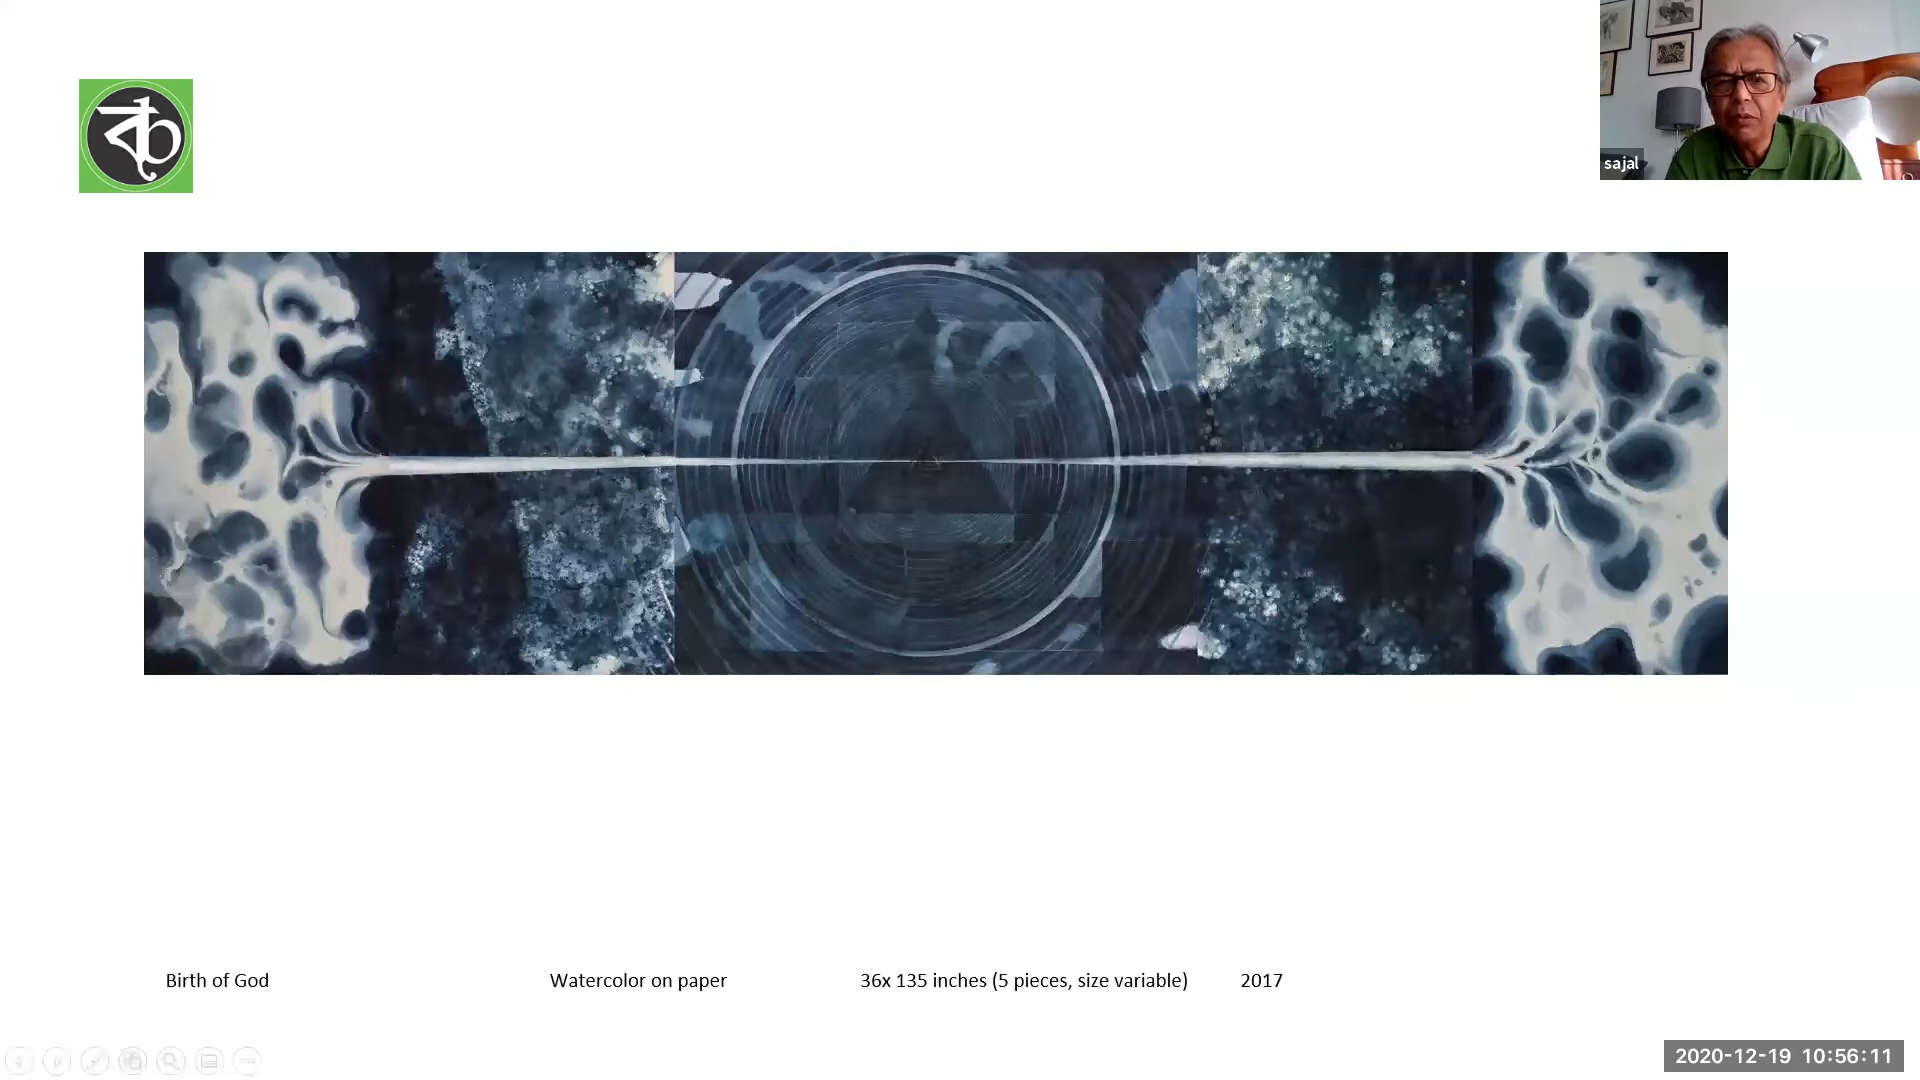 sajal
Birth of God Watercolor on paper 36x 135 inches (5 pieces, size variable) 2017
2020-12-19 10:56:11